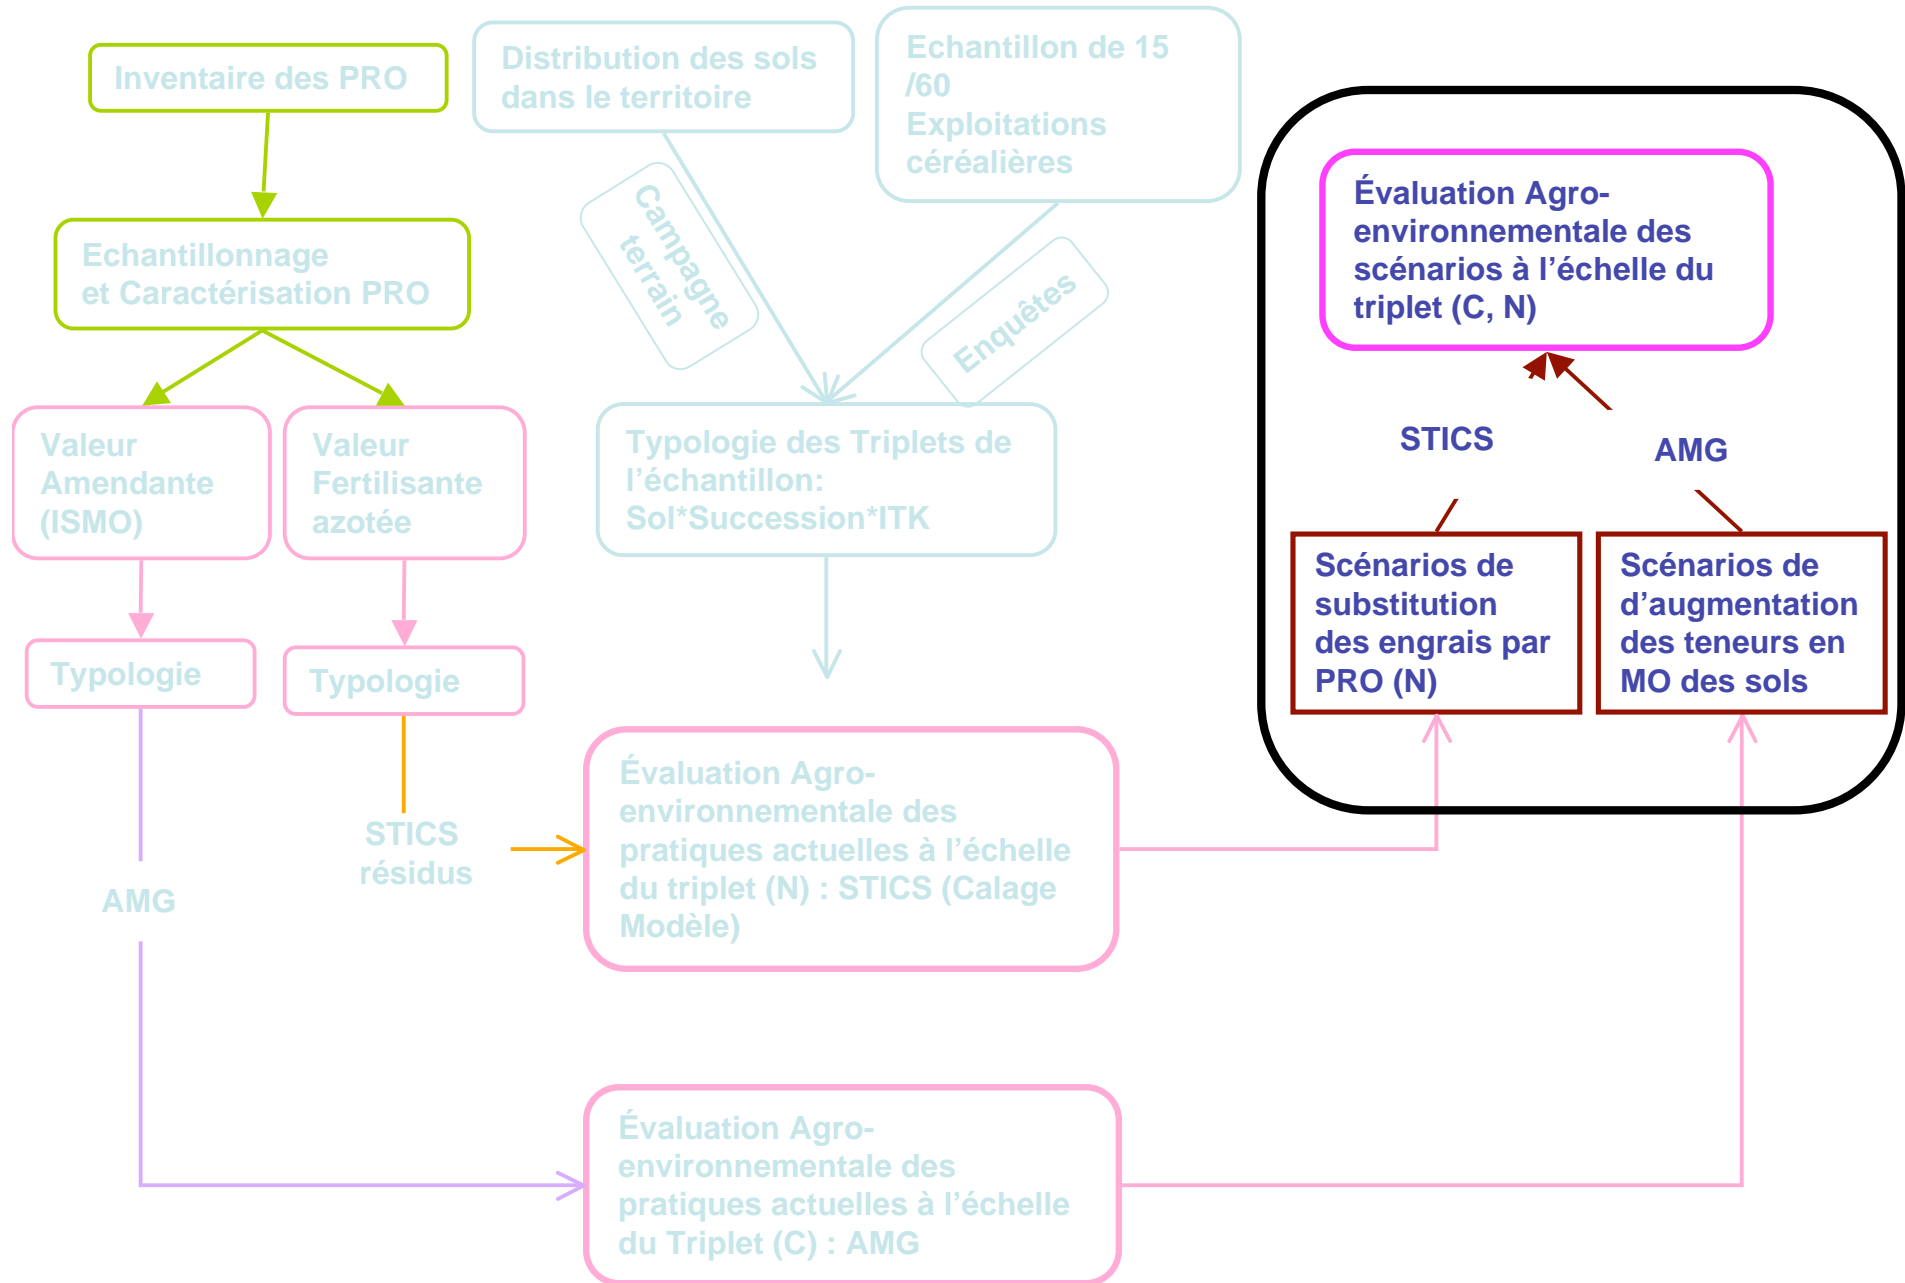 Inventaire des PRO
Echantillonnage
et Caractérisation PRO
Valeur
Amendante
(ISMO)
Valeur
Fertilisante
azotée
Typologie
Typologie
AMG
STICS
résidus
Distribution des sols
dans le territoire
Echantillon de 15
/60
Exploitations
céréalières
Campagne
terrain
Enquêtes
Typologie des Triplets de
l’échantillon:
Sol*Succession*ITK
Évaluation Agro-
environnementale des
pratiques actuelles à l’échelle
du triplet (N) : STICS (Calage
Modèle)
Évaluation Agro-
environnementale des
pratiques actuelles à l’échelle
du Triplet (C) : AMG
Évaluation Agro-
environnementale des
scénarios à l’échelle du
triplet (C, N)
STICS
AMG
Scénarios de
substitution
des engrais par
PRO (N)
Scénarios de
d’augmentation
des teneurs en
MO des sols